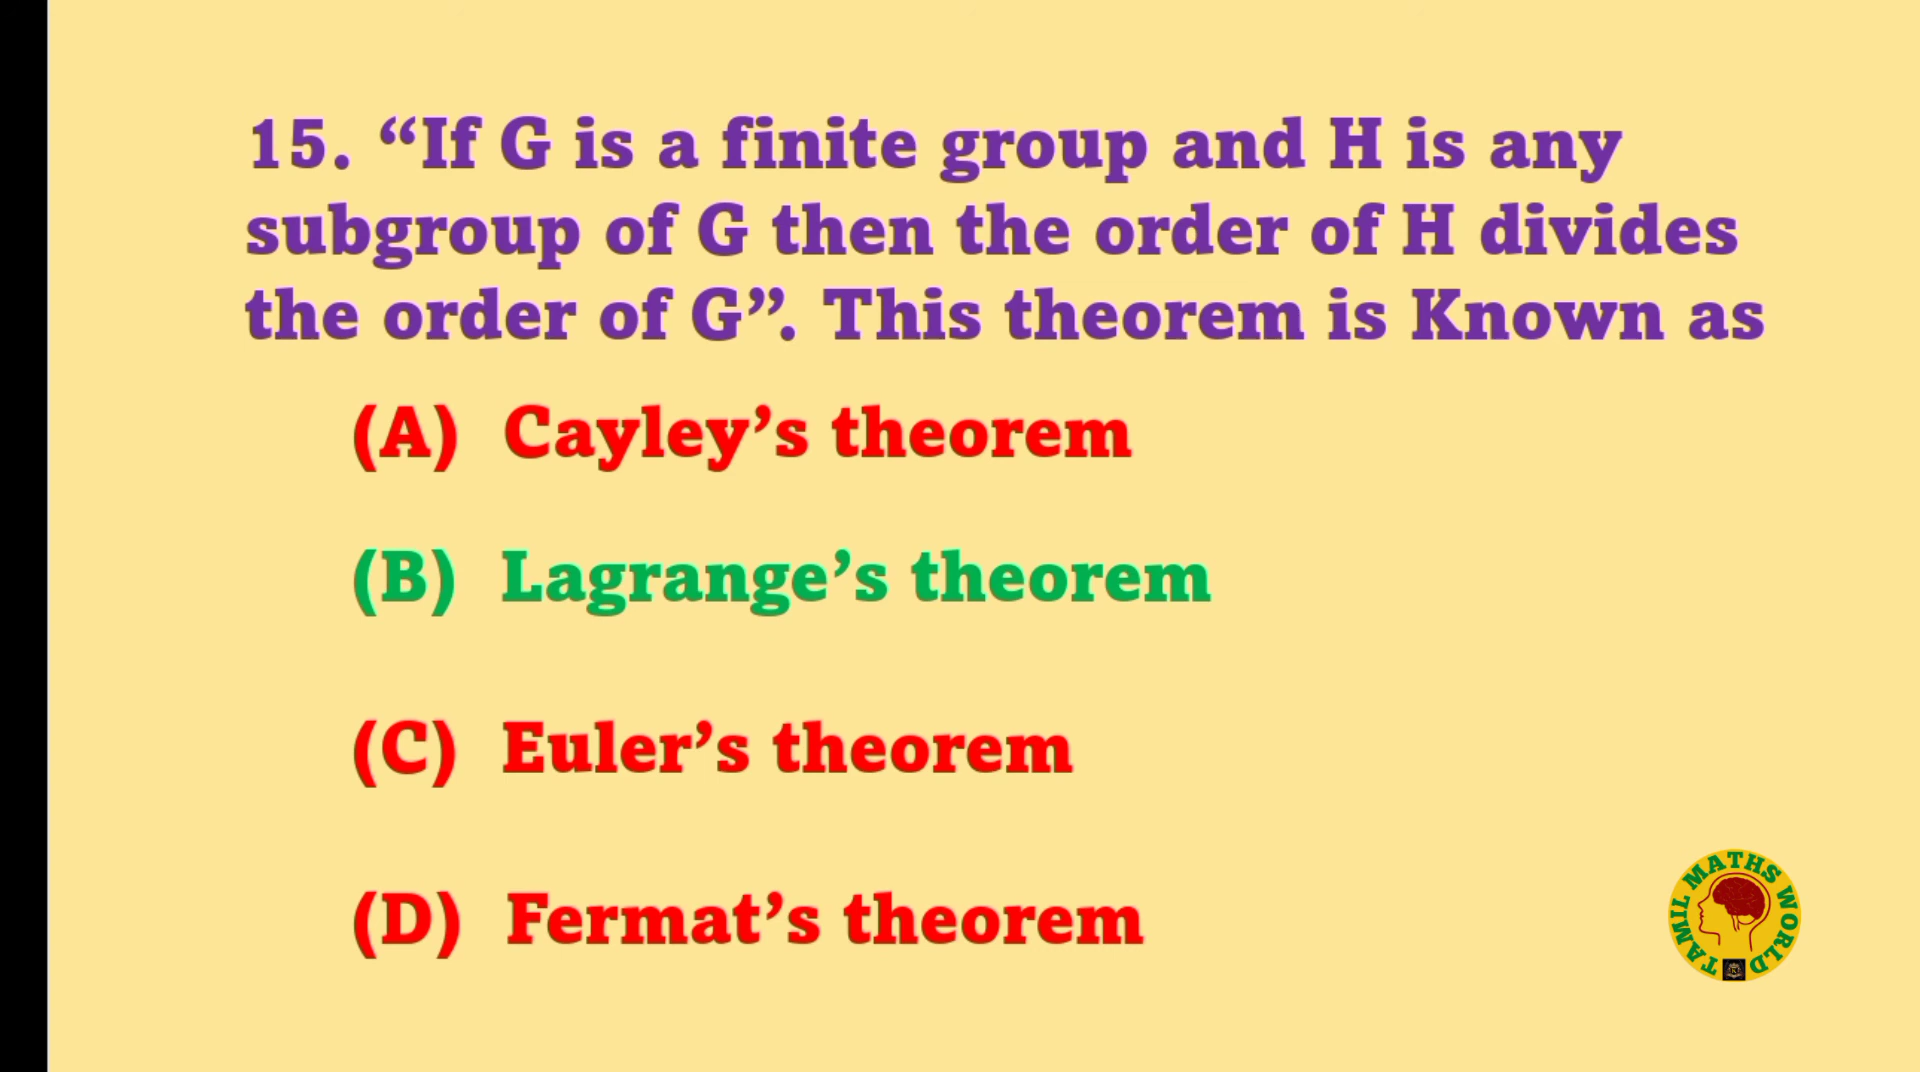 15. “If G is a finite group and H is any
subgroup of G then the order of H divides
the order of G”. This theorem is Known as
(A) Cayley’s theorem
(B) Lagrange’s theorem
(C) Euler’s theorem
(D) Fermat’s theorem
TAMIL MATHS WORLD